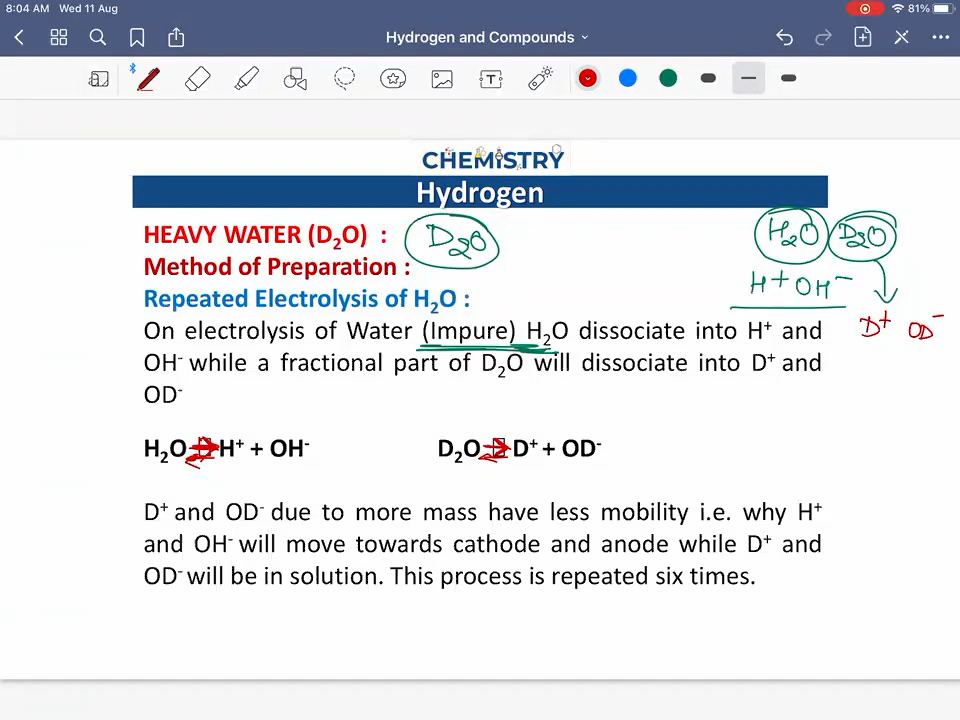 8:04 AM Wed 11 Aug
81%
Hydrogen and Compounds
T
CHEMISTRY
Hydrogen
HEAVY WATER (D₂O) : D₂O
H₂O D₂O
Method of Preparation :
H⁺ OH⁻
Repeated Electrolysis of H₂O :
D⁺ OD⁻
On electrolysis of Water (Impure) H₂O dissociate into H⁺ and
OH⁻ while a fractional part of D₂O will dissociate into D⁺ and
OD⁻
H₂O ⇌ H⁺ + OH⁻ D₂O ⇌ D⁺ + OD⁻
D⁺ and OD⁻ due to more mass have less mobility i.e. why H⁺
and OH⁻ will move towards cathode and anode while D⁺ and
OD⁻ will be in solution. This process is repeated six times.